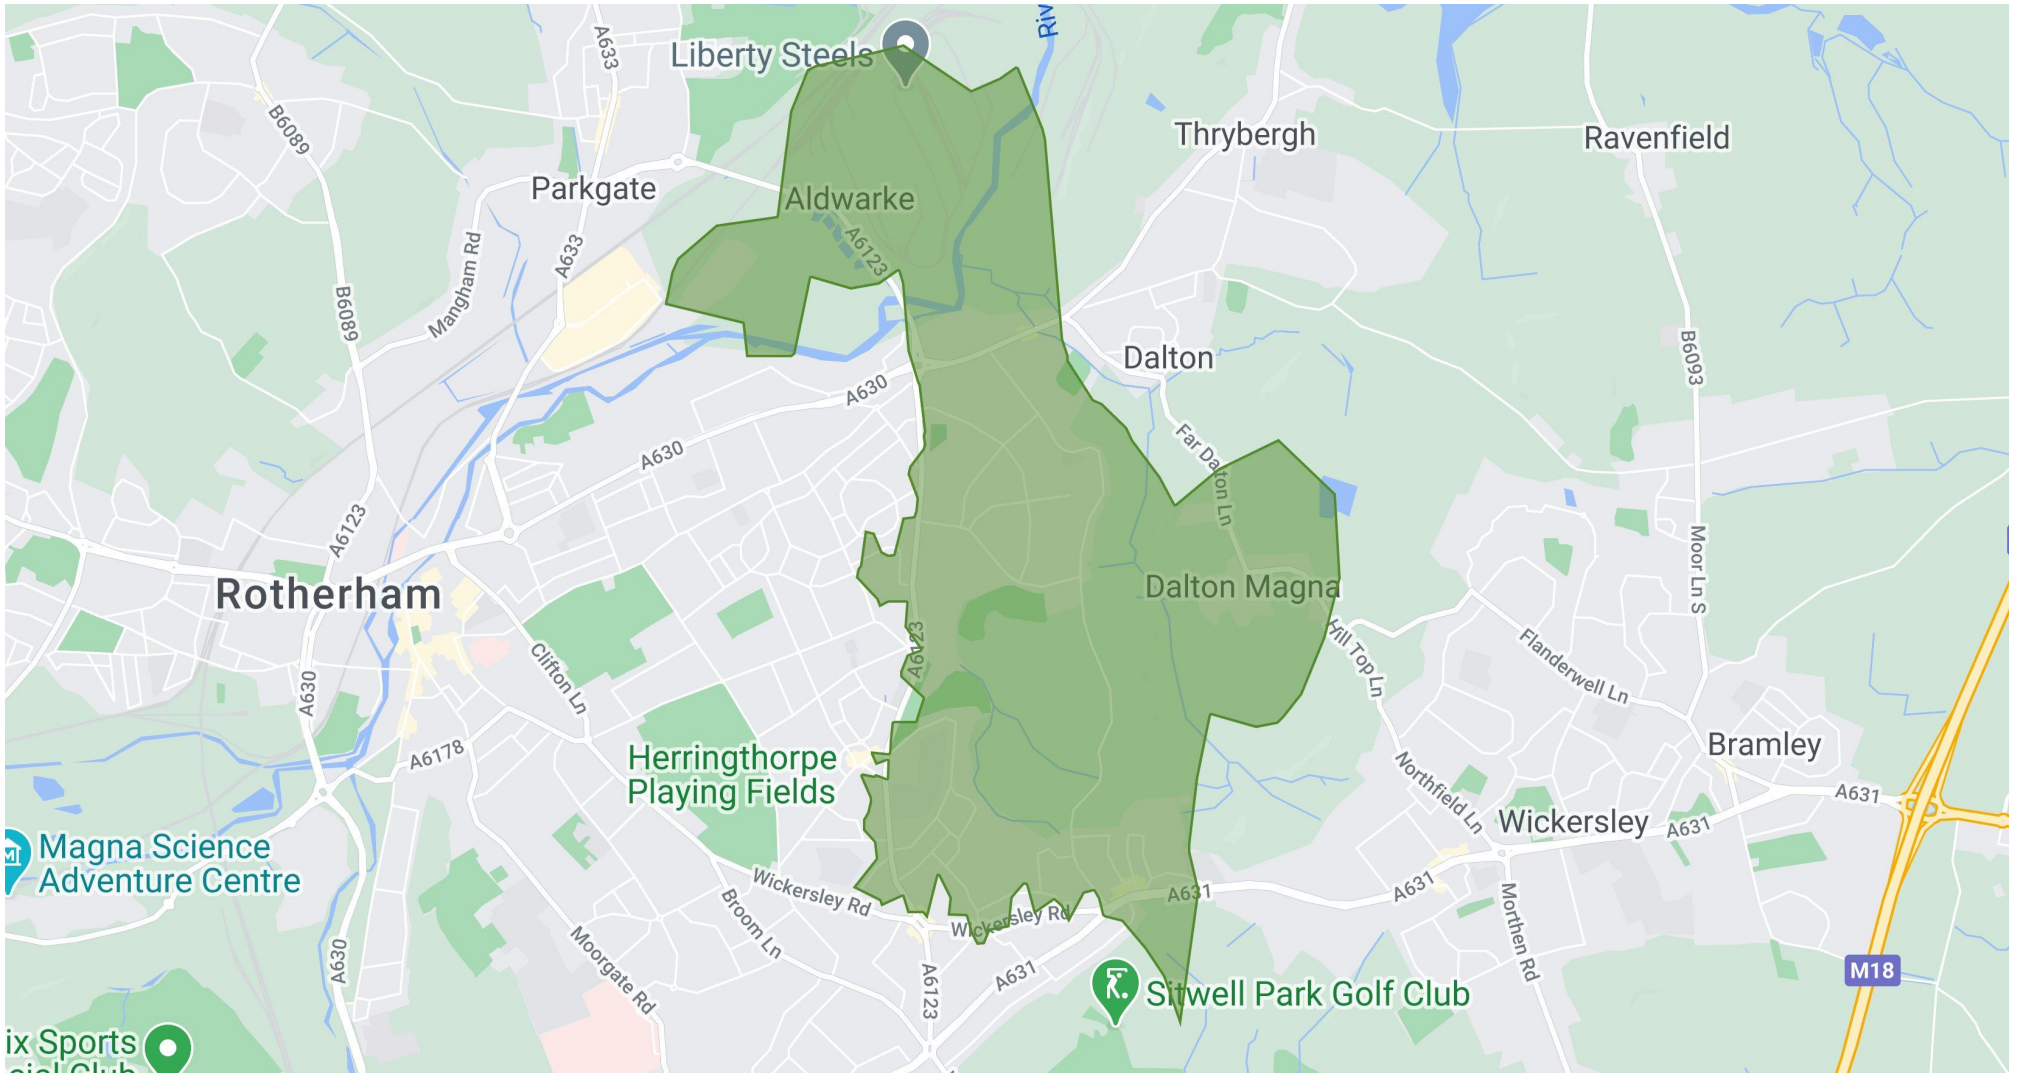 Riv
Liberty Steels
A633
B6089
Thrybergh
Ravenfield
Parkgate
Aldwarke
A6123
A633
Mangham Rd
B6089
B6093
Dalton
A630
A630
Far Dalton Ln
A6123
Moor Ln S
Rotherham
Dalton Magna
A6123
Hill Top Ln
Flanderwell Ln
Clifton Ln
A630
A6178
Herringthorpe
Playing Fields
Bramley
Northfield Ln
A631
Wickersley
A631
Magna Science
Adventure Centre
Wickersley Rd
A631
A631
Broom Ln
Wickersley Rd
Morthen Rd
Moorgate Rd
A630
A6123
A631
M18
Sitwell Park Golf Club
ix Sports
cial Club